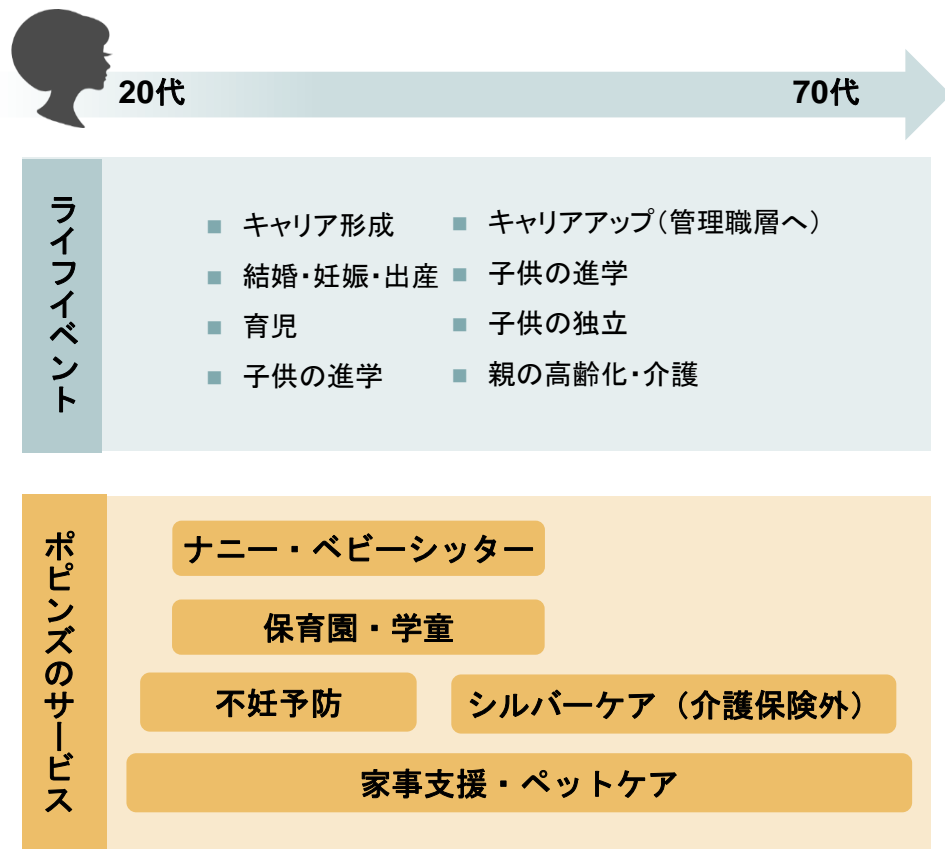 20代
70代
ライフイベント
■ キャリア形成
■ 結婚・妊娠・出産
■ 育児
■ 子供の進学
■ キャリアアップ（管理職層へ）
■ 子供の進学
■ 子供の独立
■ 親の高齢化・介護
ポピンズのサービス
ナニー・ベビーシッター
保育園・学童
不妊予防
シルバーケア（介護保険外）
家事支援・ペットケア